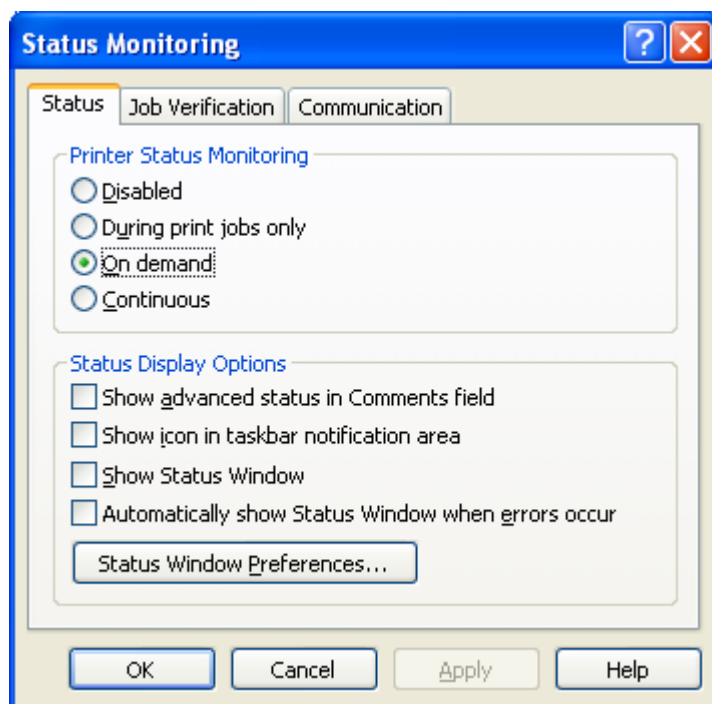 Status Monitoring
Status Job Verification Communication
Printer Status Monitoring
Disabled
During print jobs only
On demand
Continuous
Status Display Options
Show advanced status in Comments field
Show icon in taskbar notification area
Show Status Window
Automatically show Status Window when errors occur
Status Window Preferences...
OK Cancel Apply Help